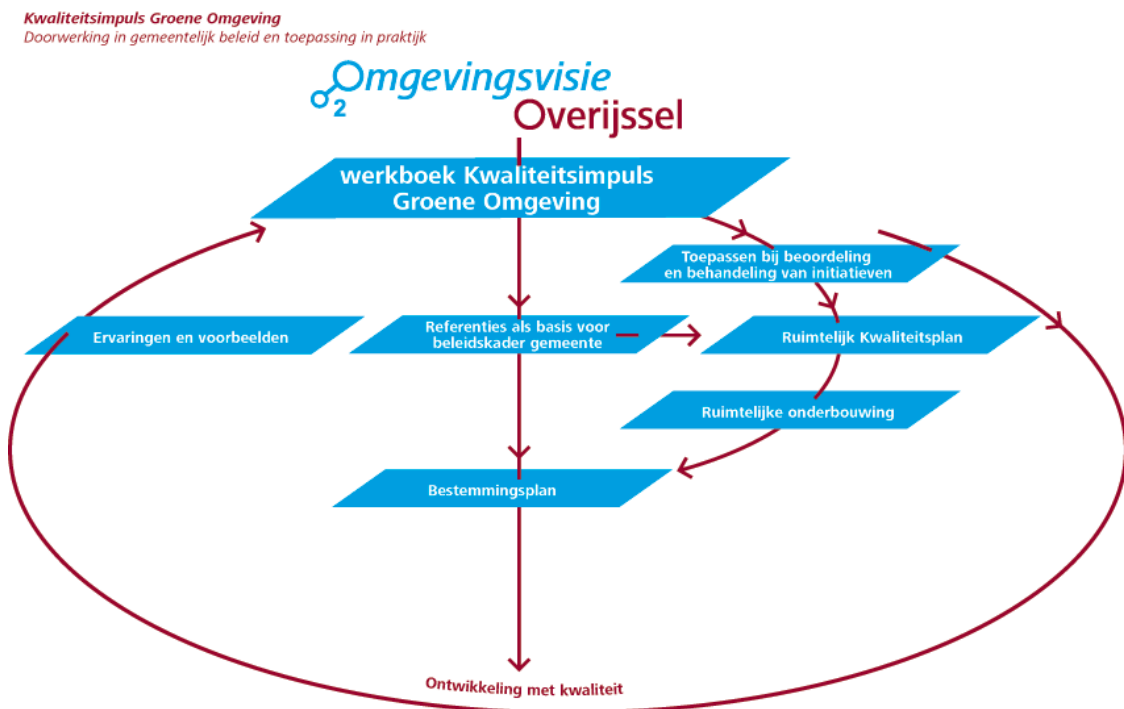 Kwaliteitsimpuls Groene Omgeving
Doorwerking in gemeentelijk beleid en toepassing in praktijk
Omgevingsvisie
2
Overijssel
werkboek Kwaliteitsimpuls
Groene Omgeving
Toepassen bij beoordeling
en behandeling van initiatieven
Ervaringen en voorbeelden
Referenties als basis voor
beleidskader gemeente
Ruimtelijk Kwaliteitsplan
Ruimtelijke onderbouwing
Bestemmingsplan
Ontwikkeling met kwaliteit